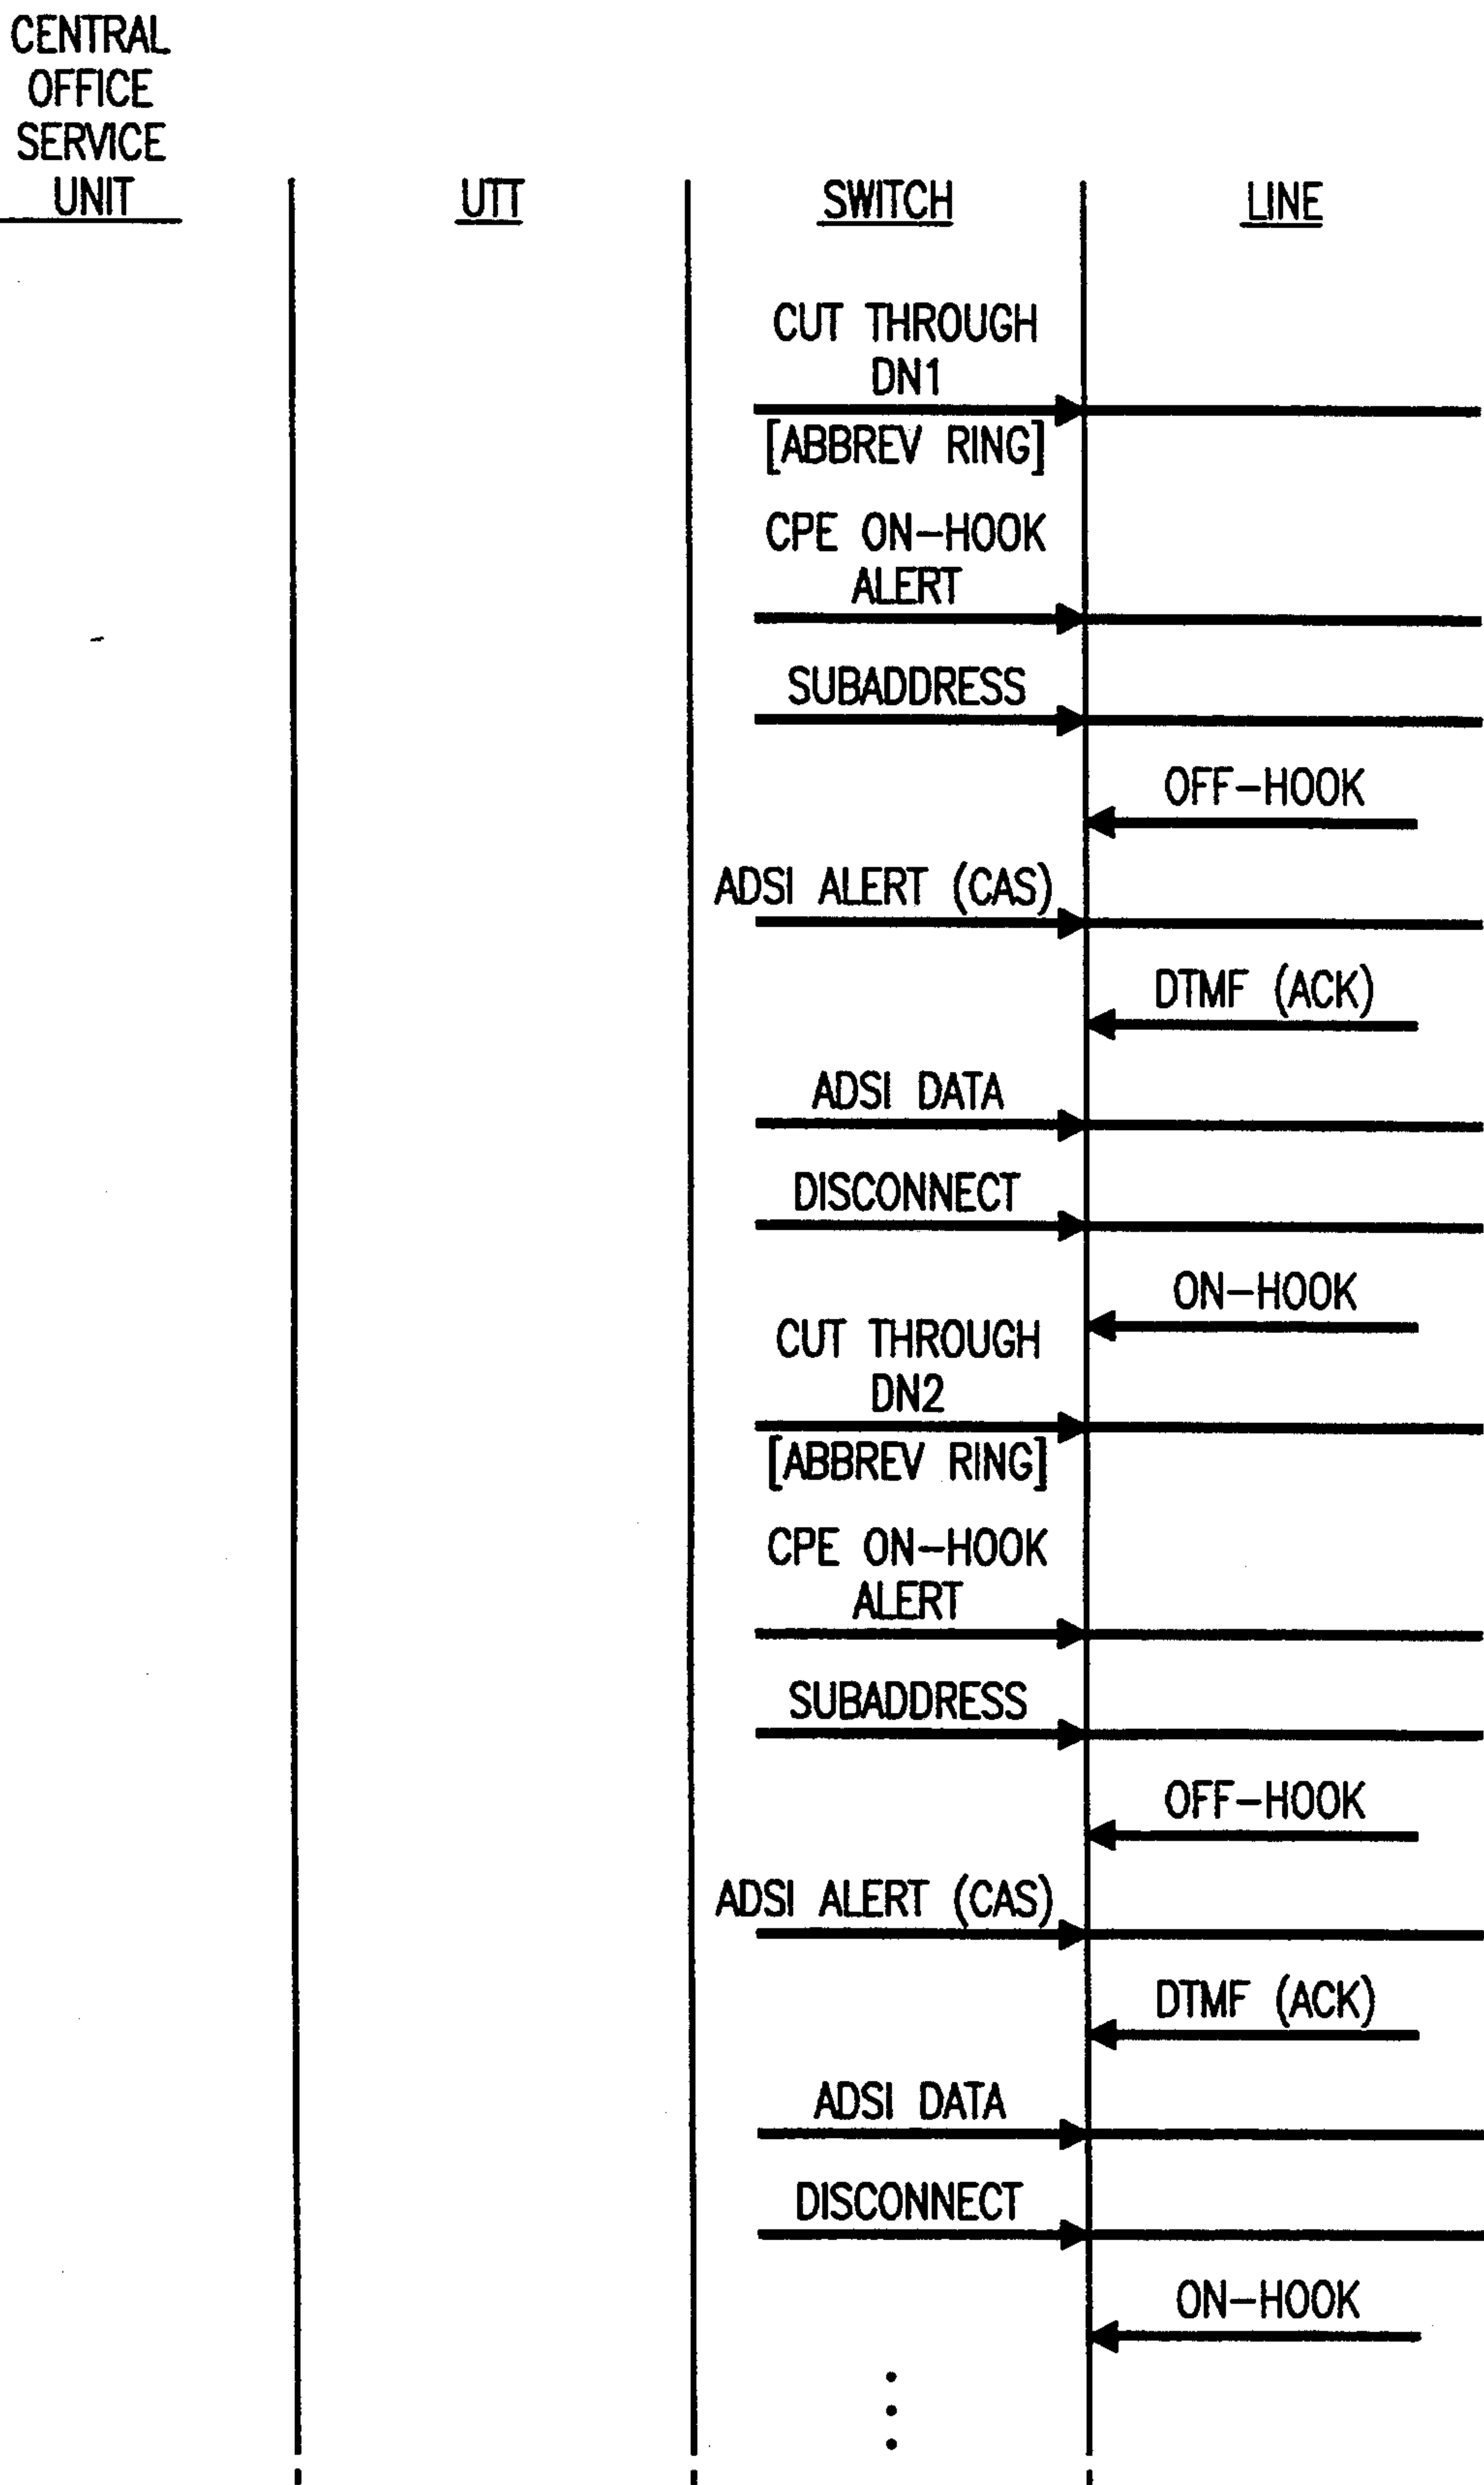 CENTRAL
OFFICE
SERVICE
UNIT
UTT
SWITCH
LINE
CUT THROUGH
DN1
[ABBREV RING]
CPE ON-HOOK
ALERT
SUBADDRESS
OFF-HOOK
ADSI ALERT (CAS)
DTMF (ACK)
ADSI DATA
DISCONNECT
ON-HOOK
CUT THROUGH
DN2
[ABBREV RING]
CPE ON-HOOK
ALERT
SUBADDRESS
OFF-HOOK
ADSI ALERT (CAS)
DTMF (ACK)
ADSI DATA
DISCONNECT
ON-HOOK